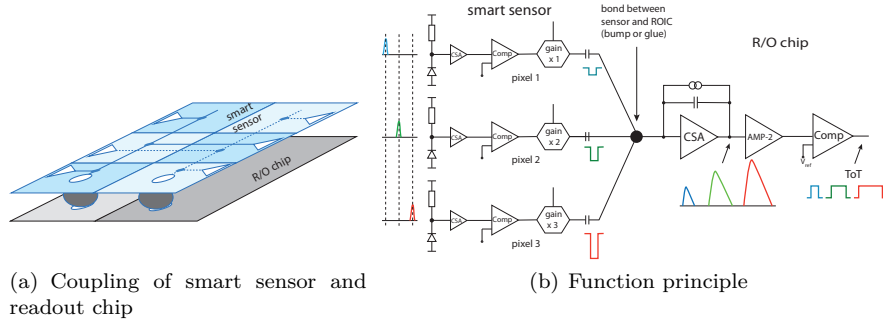 smart
sensor
R/O chip
(a) Coupling of smart sensor and
readout chip
smart sensor
bond between
sensor and ROIC
(bump or glue)
R/O chip
CSA
Comp
gain
x 1
pixel 1
CSA
Comp
gain
x 2
pixel 2
CSA
Comp
gain
x 3
pixel 3
CSA
AMP-2
Comp
Vref
ToT
(b) Function principle